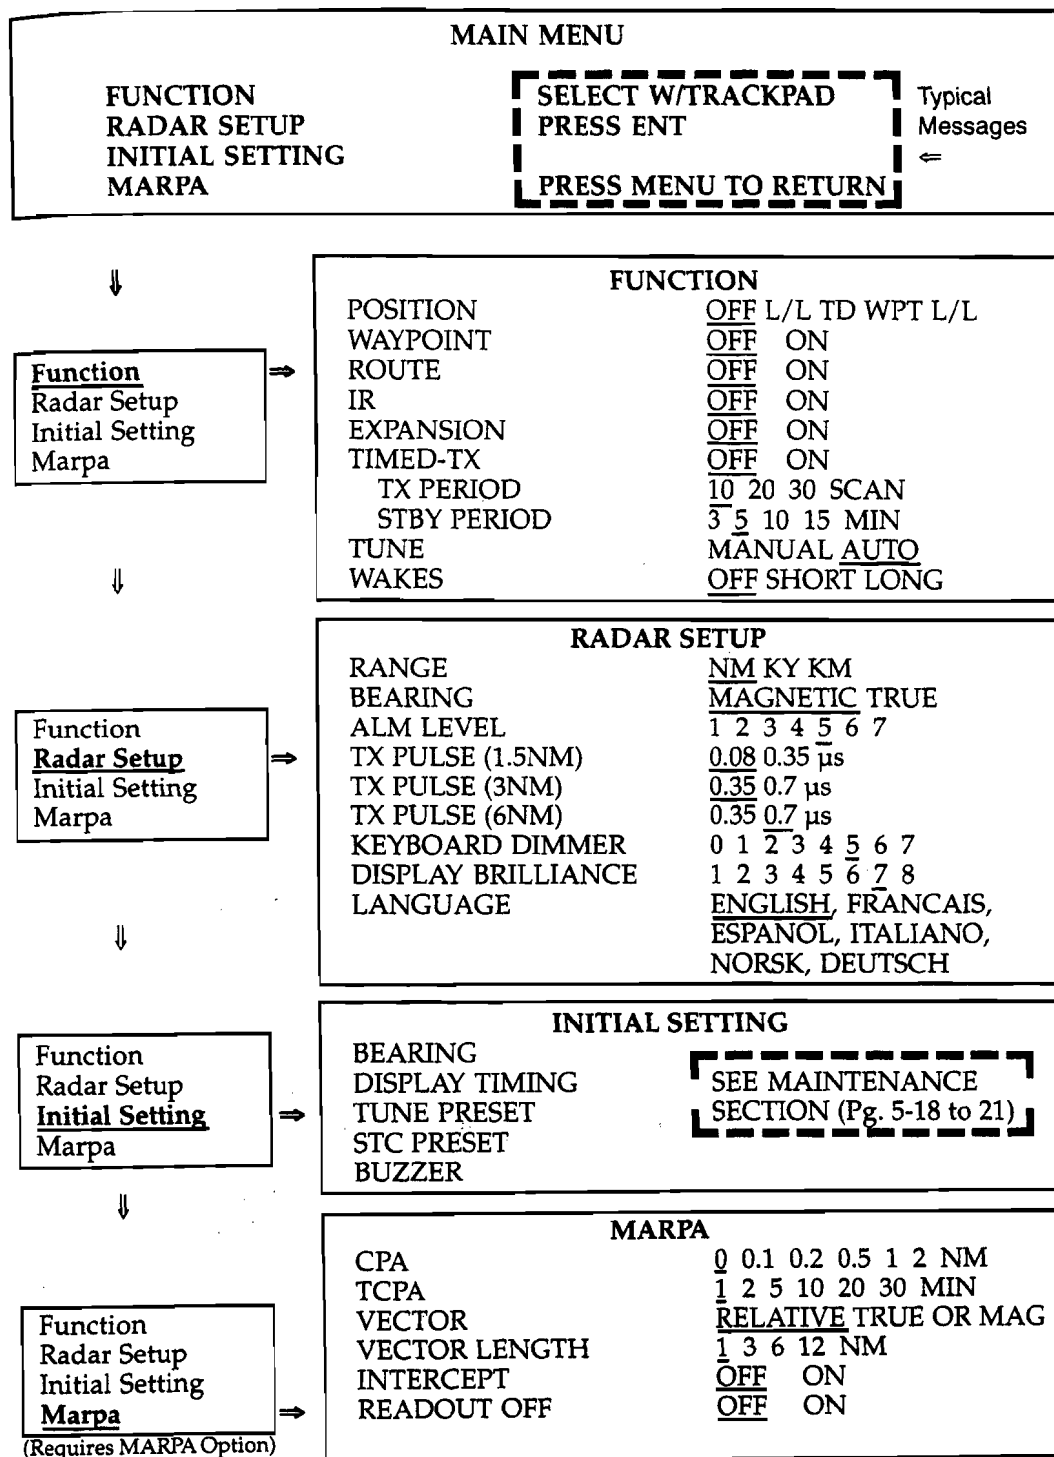 MAIN MENU
FUNCTION SELECT W/TRACKPAD Typical
RADAR SETUP PRESS ENT Messages
INITIAL SETTING ⇐
MARPA PRESS MENU TO RETURN
⇓
FUNCTION
POSITION OFF L/L TD WPT L/L
WAYPOINT OFF ON
ROUTE OFF ON
IR OFF ON
EXPANSION OFF ON
TIMED-TX OFF ON
TX PERIOD 10 20 30 SCAN
STBY PERIOD 3 5 10 15 MIN
TUNE MANUAL AUTO
WAKES OFF SHORT LONG
Function ⇒
Radar Setup
Initial Setting
Marpa
⇓
RADAR SETUP
RANGE NM KY KM
BEARING MAGNETIC TRUE
ALM LEVEL 1 2 3 4 5 6 7
TX PULSE (1.5NM) 0.08 0.35 µs
TX PULSE (3NM) 0.35 0.7 µs
TX PULSE (6NM) 0.35 0.7 µs
KEYBOARD DIMMER 0 1 2 3 4 5 6 7
DISPLAY BRILLIANCE 1 2 3 4 5 6 7 8
LANGUAGE ENGLISH, FRANCAIS,
ESPANOL, ITALIANO,
NORSK, DEUTSCH
Function
Radar Setup ⇒
Initial Setting
Marpa
⇓
INITIAL SETTING
BEARING
DISPLAY TIMING SEE MAINTENANCE
TUNE PRESET SECTION (Pg. 5-18 to 21)
STC PRESET
BUZZER
Function
Radar Setup
Initial Setting ⇒
Marpa
⇓
MARPA
CPA 0 0.1 0.2 0.5 1 2 NM
TCPA 1 2 5 10 20 30 MIN
VECTOR RELATIVE TRUE OR MAG
VECTOR LENGTH 1 3 6 12 NM
INTERCEPT OFF ON
READOUT OFF OFF ON
Function
Radar Setup
Initial Setting
Marpa ⇒
(Requires MARPA Option)